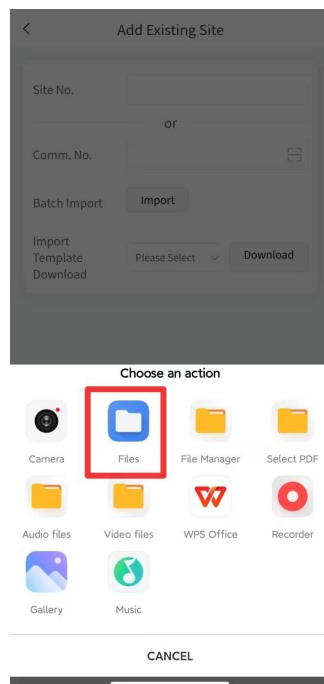 Add Existing Site
Site No.
or
Comm. No.
Batch Import
Import
Import
Template
Download
Please Select
Download
Choose an action
Camera
Files
File Manager
Select PDF
Audio files
Video files
WPS Office
Recorder
Gallery
Music
CANCEL